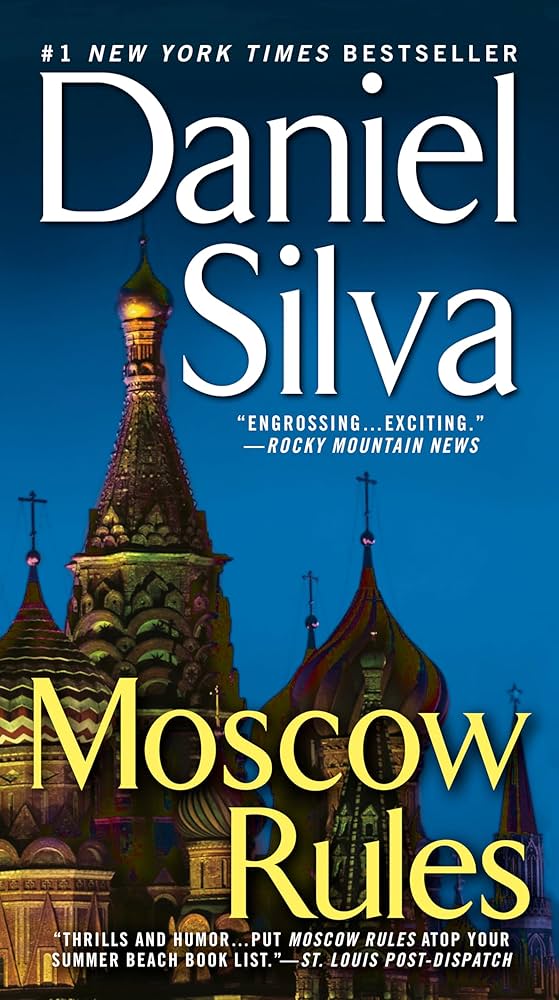 #1 NEW YORK TIMES BESTSELLER
Daniel
Silva
“ENGROSSING...EXCITING.”
—ROCKY MOUNTAIN NEWS
Moscow
Rules
“THRILLS AND HUMOR...PUT MOSCOW RULES ATOP YOUR
SUMMER BEACH BOOK LIST.”—ST. LOUIS POST-DISPATCH